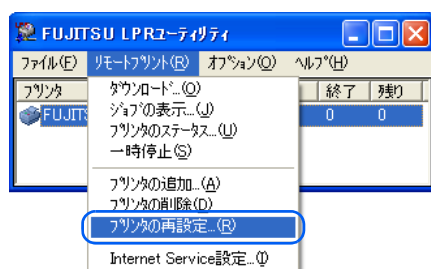 FUJITSU LPRユーティリティ
ファイル(F) リモートプリント(R) オプション(O) ヘルプ(H)
プリンタ 終了 残り
FUJITS 0 0
ダウンロード...(O)
ジョブの表示...(J)
プリンタのステータス...(U)
一時停止(S)
プリンタの追加...(A)
プリンタの削除(D)
プリンタの再設定...(R)
Internet Service設定...(I)